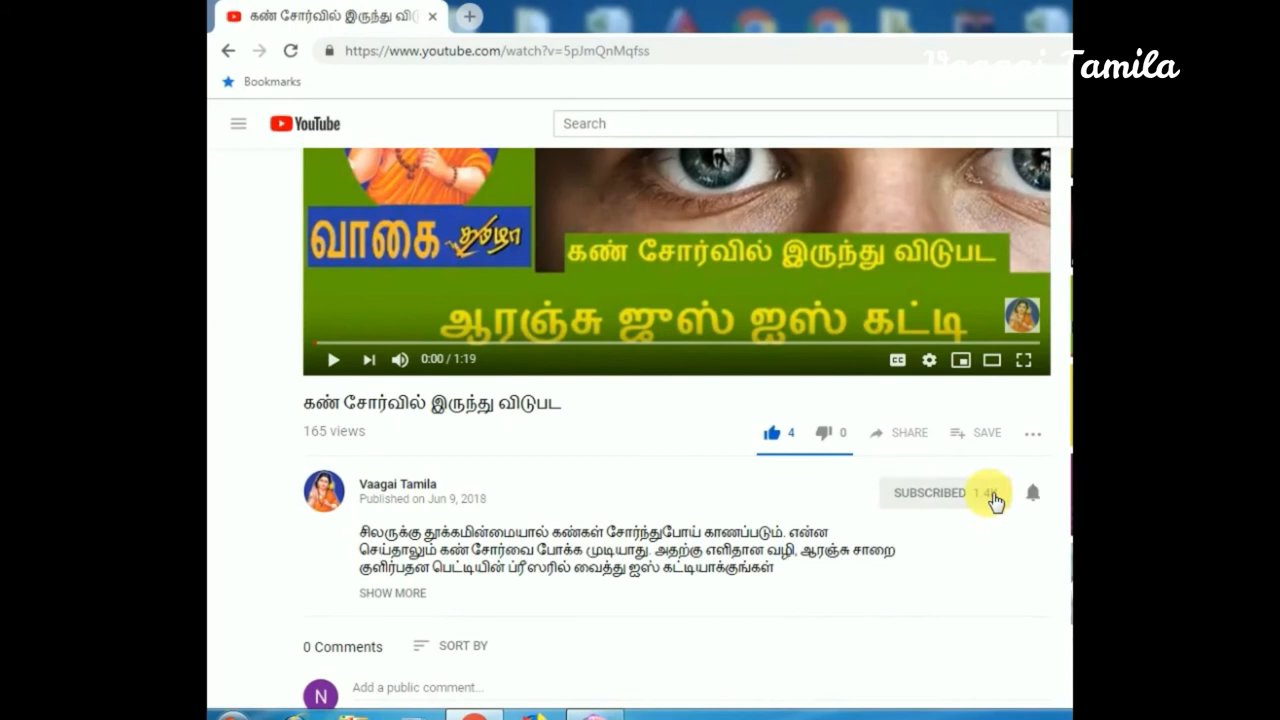 கண் சோர்வில் இருந்து விடு
https://www.youtube.com/watch?v=5pJmQnMqfss
Tamila
Bookmarks
YouTube
Search
வாகை தமிழா
கண் சோர்வில் இருந்து விடுபட
ஆரஞ்சு ஜுஸ் ஐஸ் கட்டி
0:00 / 1:19
CC
கண் சோர்வில் இருந்து விடுபட
165 views
4
0
SHARE
SAVE
Vaagai Tamila
SUBSCRIBED
Published on Jun 9, 2018
சிலருக்கு தூக்கமின்மையால் கண்கள் சோர்ந்துபோய் காணப்படும். என்ன
செய்தாலும் கண் சோர்வை போக்க முடியாது. அதற்கு எளிதான வழி, ஆரஞ்சு சாறை
குளிர்பதன பெட்டியின் ப்ரீஸரில் வைத்து ஐஸ் கட்டியாக்குங்கள்
SHOW MORE
0 Comments
SORT BY
N
Add a public comment...